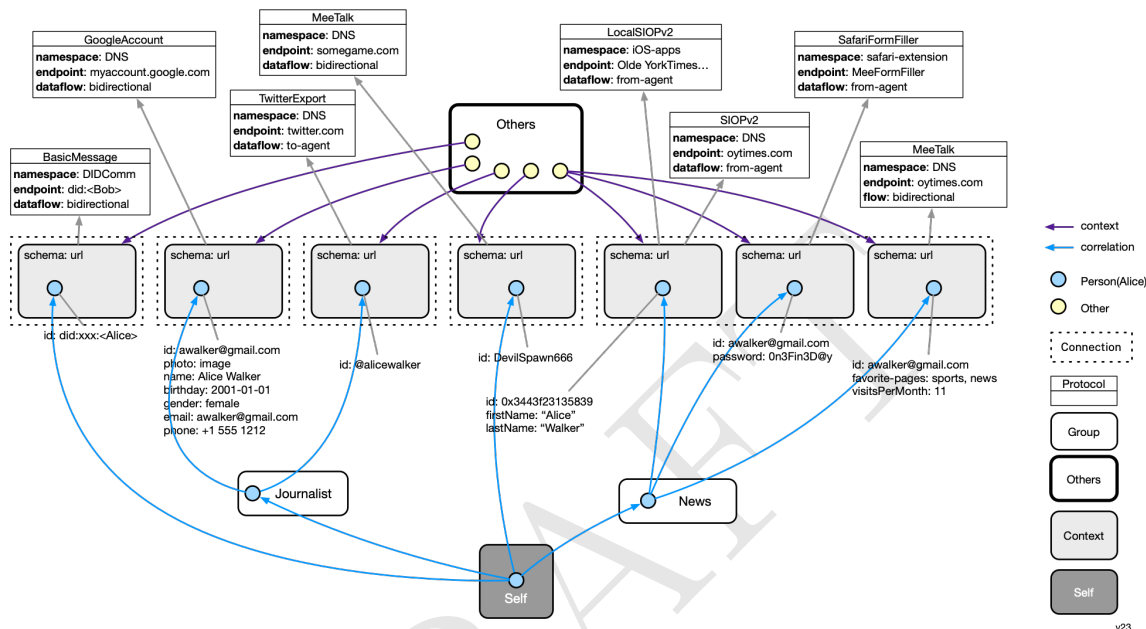 MeeTalk
namespace: DNS
endpoint: somegame.com
dataflow: bidirectional
GoogleAccount
namespace: DNS
endpoint: myaccount.google.com
dataflow: bidirectional
LocalSIOPv2
namespace: iOS-apps
endpoint: Olde YorkTimes...
dataflow: from-agent
SafariFormFiller
namespace: safari-extension
endpoint: MeeFormFiller
dataflow: from-agent
TwitterExport
namespace: DNS
endpoint: twitter.com
dataflow: to-agent
Others
SIOPv2
namespace: DNS
endpoint: oytimes.com
dataflow: from-agent
BasicMessage
namespace: DIDComm
endpoint: did:<Bob>
dataflow: bidirectional
MeeTalk
namespace: DNS
endpoint: oytimes.com
flow: bidirectional
schema: url
schema: url
schema: url
schema: url
schema: url
schema: url
schema: url
id: did:xxx:<Alice>
id: awalker@gmail.com
photo: image
name: Alice Walker
birthday: 2001-01-01
gender: female
email: awalker@gmail.com
phone: +1 555 1212
id: @alicewalker
id: DevilSpawn666
id: 0x3443f23135839
firstName: “Alice”
lastName: “Walker”
id: awalker@gmail.com
password: 0n3Fin3D@y
id: awalker@gmail.com
favorite-pages: sports, news
visitsPerMonth: 11
Journalist
News
Self
context
correlation
Person(Alice)
Other
Connection
Protocol
Group
Others
Context
Self
v23
DRAFT